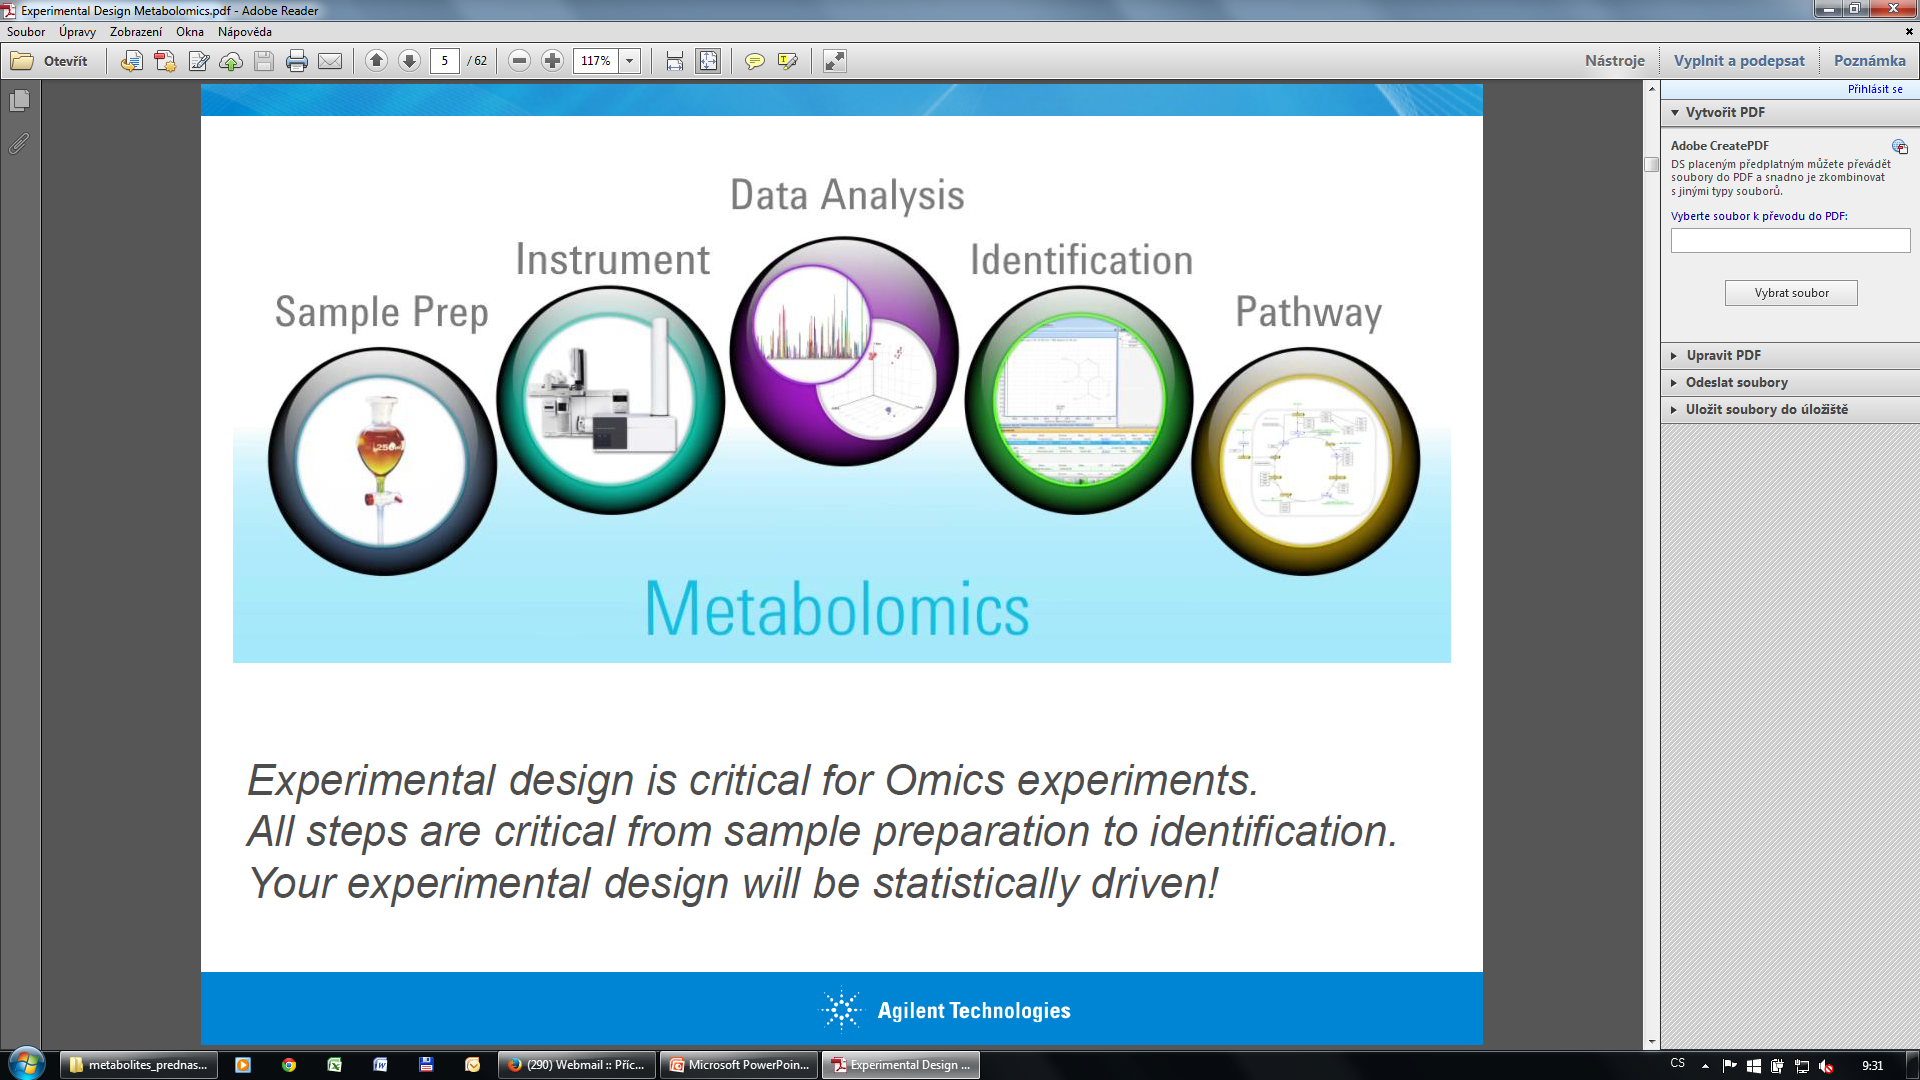 Experimental Design Metabolomics.pdf - Adobe Reader
Soubor Úpravy Zobrazení Okna Nápověda
Otevřít 5 / 62 117% Nástroje Vyplnit a podepsat Poznámka
Přihlásit se
Vytvořit PDF
Adobe CreatePDF
DS placeným předplatným můžete převádět
soubory do PDF a snadno je zkombinovat
s jinými typy souborů.
Vyberte soubor k převodu do PDF:
Vybrat soubor
Upravit PDF
Odeslat soubory
Uložit soubory do úložiště
Data Analysis
Instrument
Identification
Sample Prep
Pathway
250
Metabolomics
Experimental design is critical for Omics experiments.
All steps are critical from sample preparation to identification.
Your experimental design will be statistically driven!
Agilent Technologies
metabolites_prednas...
(290) Webmail :: Příc...
Microsoft PowerPoin...
Experimental Design ...
CS
9:31